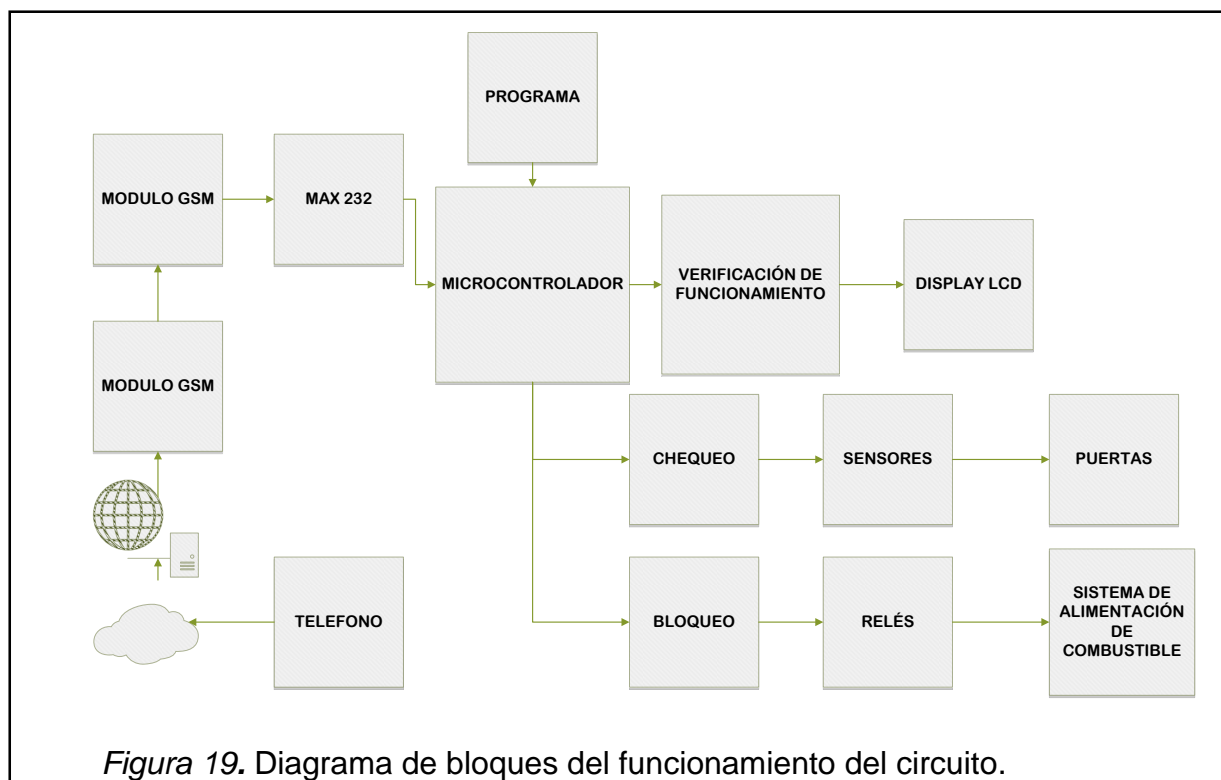 PROGRAMA
MODULO GSM
MAX 232
MICROCONTROLADOR
VERIFICACIÓN DE
FUNCIONAMIENTO
DISPLAY LCD
MODULO GSM
CHEQUEO
SENSORES
PUERTAS
TELEFONO
BLOQUEO
RELÉS
SISTEMA DE
ALIMENTACIÓN
DE
COMBUSTIBLE
Figura 19. Diagrama de bloques del funcionamiento del circuito.